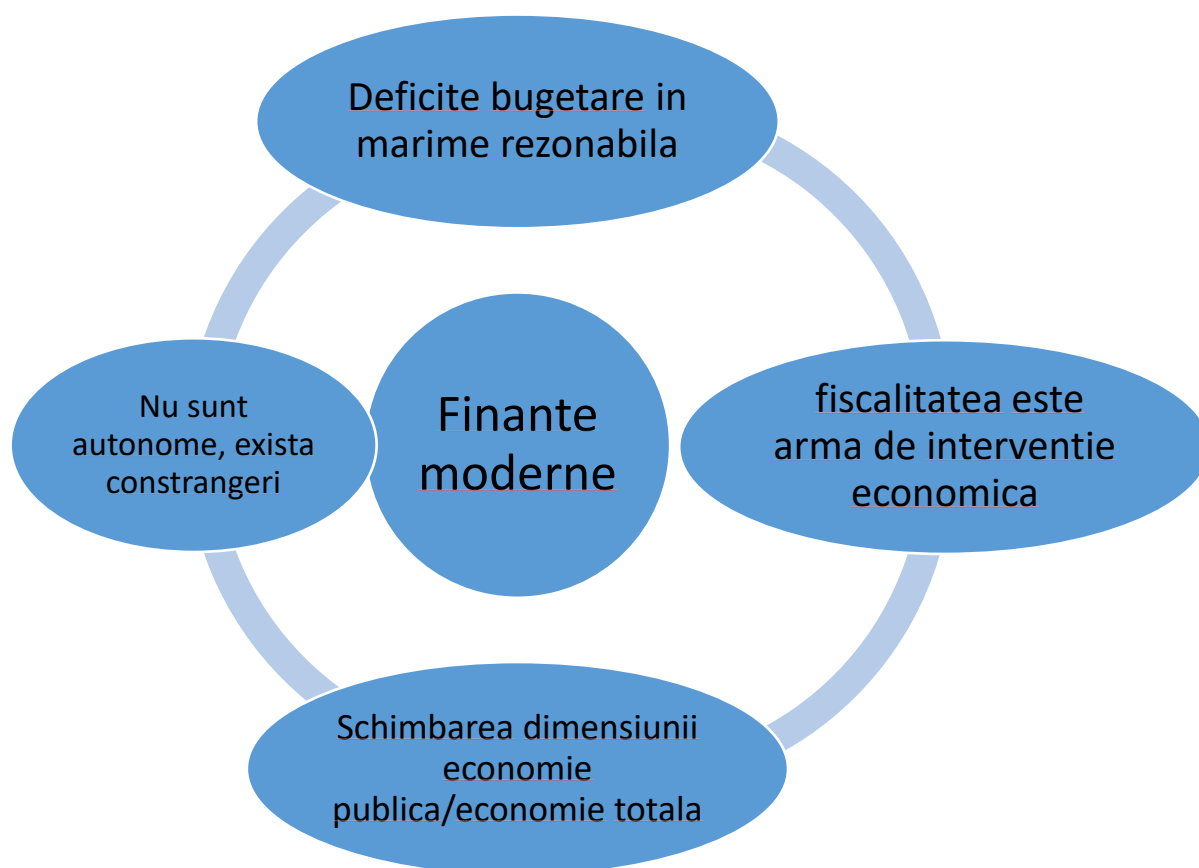 Deficite bugetare in
marime rezonabila
Nu sunt
autonome, exista
constrangeri
Finante
moderne
fiscalitatea este
arma de interventie
economica
Schimbarea dimensiunii
economie
publica/economie totala